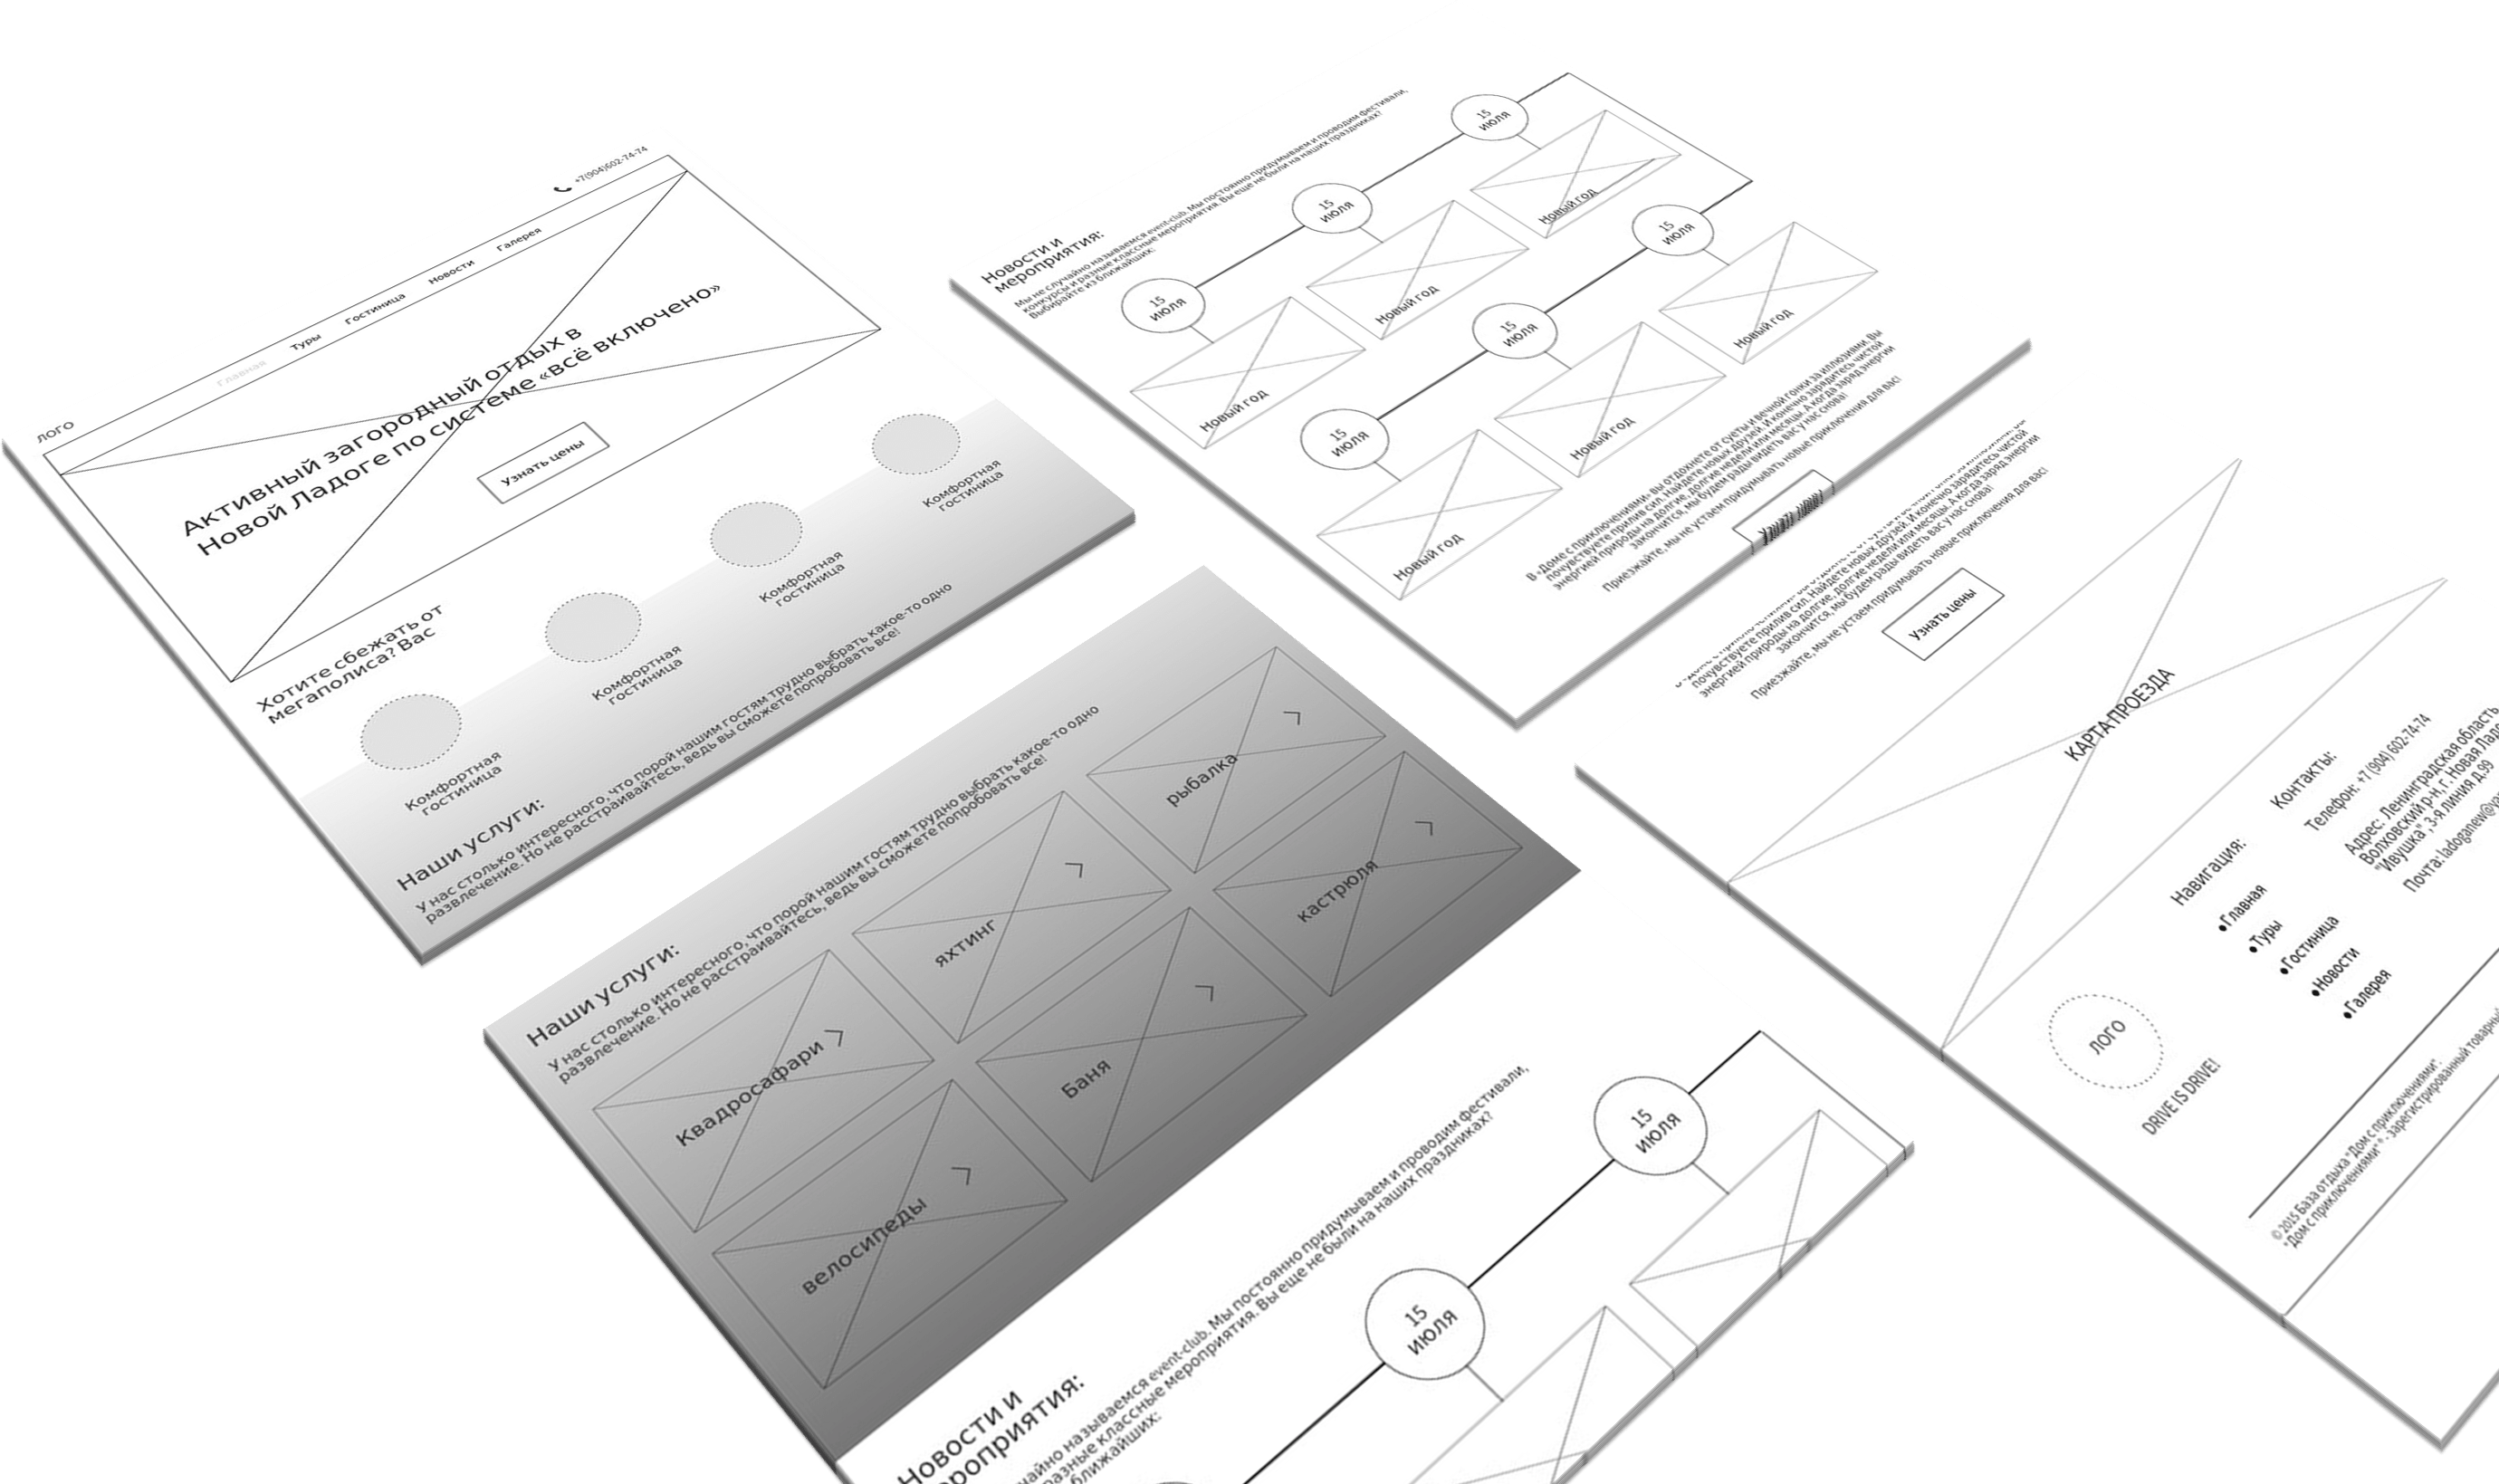 ЛОГО
+7(904)602-74-74
Главная
Туры
Гостиница
Новости
Галерея
Активный загородный отдых в
Новой Ладоге по системе «всё включено»
Узнать цены
Хотите сбежать от
мегаполиса? Вас
Комфортная
гостиница
Комфортная
гостиница
Комфортная
гостиница
Комфортная
гостиница
Наши услуги:
У нас столько интересного, что порой нашим гостям трудно выбрать какое-то одно
развлечение. Но не расстраивайтесь, ведь вы сможете попробовать все!
Наши услуги:
У нас столько интересного, что порой нашим гостям трудно выбрать какое-то одно
развлечение. Но не расстраивайтесь, ведь вы сможете попробовать все!
Квадросафари
яхтинг
рыбалка
велосипеды
Баня
кастрюля
Новости и
мероприятия:
называемся event-club. Мы постоянно придумываем и проводим фестивали,
классные мероприятия. Вы еще не были на наших праздниках?
15
ИЮЛЯ
15
ИЮЛЯ
Новости и
мероприятия:
Мы не случайно называемся event-club. Мы постоянно придумываем и проводим фестивали,
конкурсы и разные классные мероприятия. Вы еще не были на наших праздниках?
Выбирайте из ближайших:
15
ИЮЛЯ
15
ИЮЛЯ
15
ИЮЛЯ
Новый год
Новый год
Новый год
15
ИЮЛЯ
15
ИЮЛЯ
15
ИЮЛЯ
Новый год
Новый год
Новый год
В «Доме с приключениями» вы отдохнете от суеты и вечной гонки за иллюзиями. Вы
почувствуете прилив сил. Найдете новых друзей. И конечно зарядитесь чистой
энергией природы на долгие, долгие недели или месяцы. А когда заряд энергии
закончится, мы будем рады видеть вас у нас снова!
Приезжайте, мы не устаем придумывать новые приключения для вас!
Узнать цены
почувствуете прилив сил. Найдете новых друзей. И конечно зарядитесь чистой
энергией природы на долгие, долгие недели или месяцы. А когда заряд энергии
закончится, мы будем рады видеть вас у нас снова!
Приезжайте, мы не устаем придумывать новые приключения для вас!
Узнать цены
КАРТА ПРОЕЗДА
ЛОГО
DRIVE IS DRIVE!
Навигация:
•Главная
•Туры
•Гостиница
•Новости
•Галерея
Контакты:
Телефон: +7 (904) 602-74-74
Адрес: Ленинградская область
Волховский р-н, г. Новая
"Ивушка", 3-я линия д.99
Почта:
©2015 База отдыха "Дом с приключениями".
"Дом с приключениями"® - зарегистрированный товарный